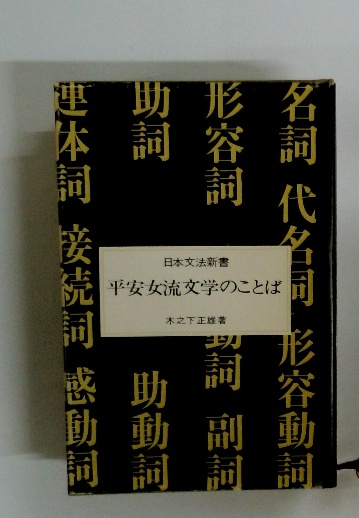 名詞 代名詞 形容動詞
形容詞 動詞 副詞
助詞 助動詞
連体詞 接続詞 感動詞
日本文法新書
平安女流文学のことば
木之下正雄著